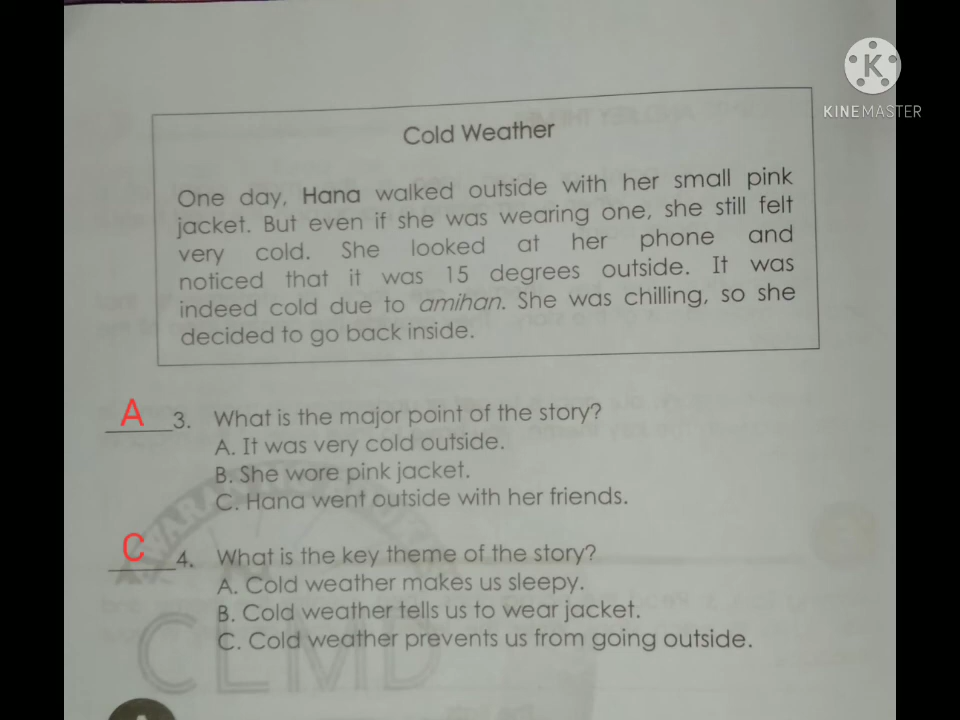 KINEMASTER
Cold Weather
One day, Hana walked outside with her small pink
jacket. But even if she was wearing one, she still felt
very cold. She looked at her phone and
noticed that it was 15 degrees outside. It was
indeed cold due to amihan. She was chilling, so she
decided to go back inside.
A 3. What is the major point of the story?
A. It was very cold outside.
B. She wore pink jacket.
C. Hana went outside with her friends.
C 4. What is the key theme of the story?
A. Cold weather makes us sleepy.
B. Cold weather tells us to wear jacket.
C. Cold weather prevents us from going outside.
CLMD